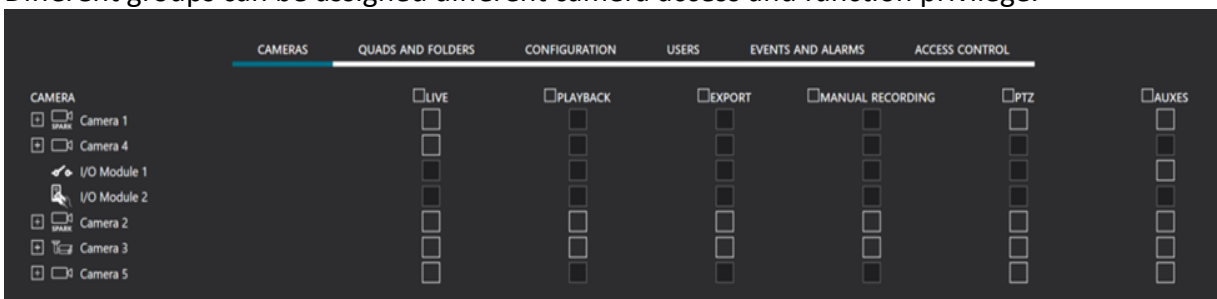 Different groups can be assigned different camera access and function privilege.
CAMERAS QUADS AND FOLDERS CONFIGURATION USERS EVENTS AND ALARMS ACCESS CONTROL
CAMERA LIVE PLAYBACK EXPORT MANUAL RECORDING PTZ AUXES
SPARK Camera 1
Camera 4
I/O Module 1
I/O Module 2
SPARK Camera 2
Camera 3
Camera 5